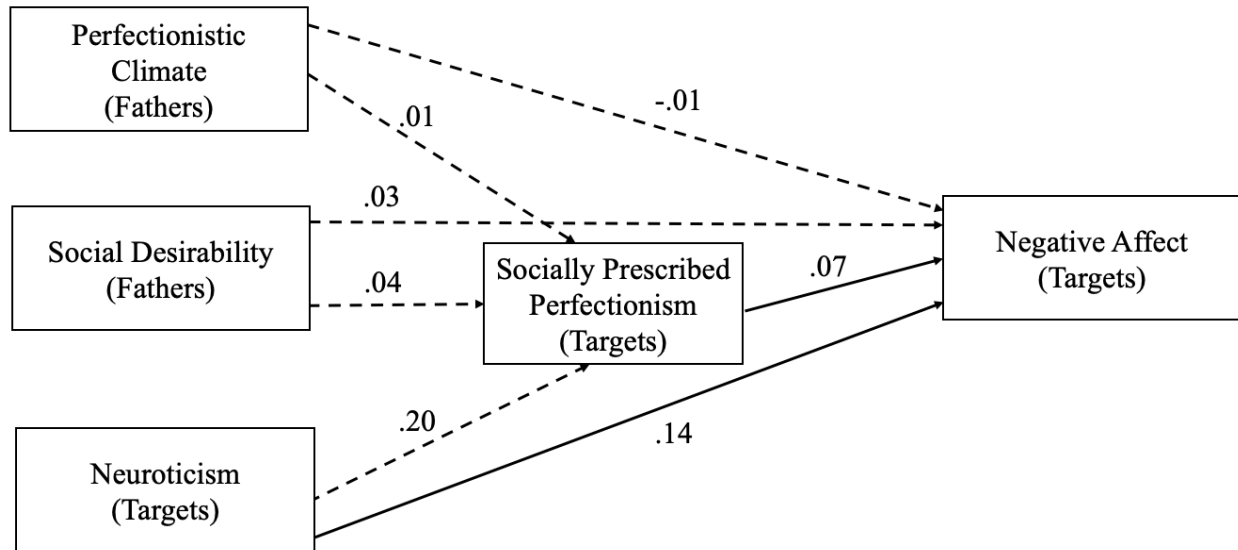 Perfectionistic
Climate
(Fathers)
-.01
.01
.03
Social Desirability
(Fathers)
.04
Socially Prescribed
Perfectionism
(Targets)
.07
Negative Affect
(Targets)
.20
.14
Neuroticism
(Targets)